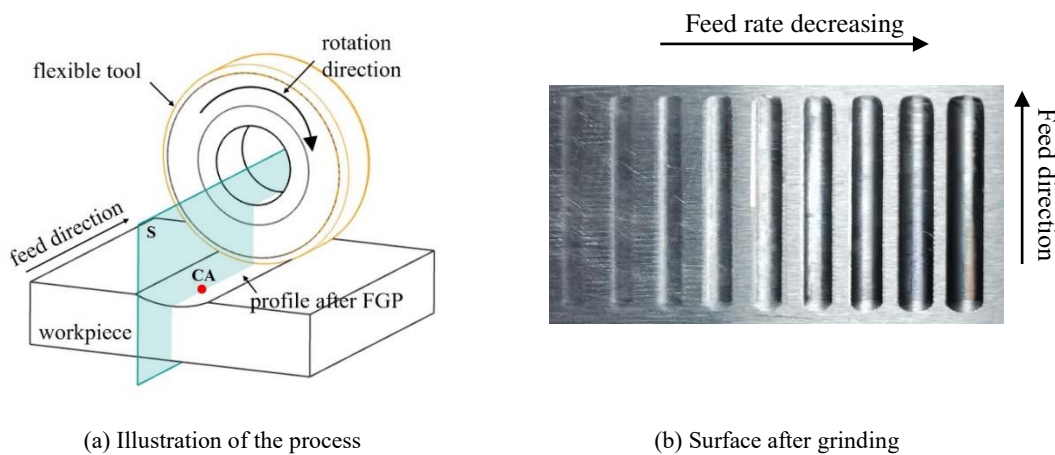 rotation
direction
flexible tool
feed direction
S
CA
profile after FGP
workpiece
(a) Illustration of the process
Feed rate decreasing
Feed direction
(b) Surface after grinding